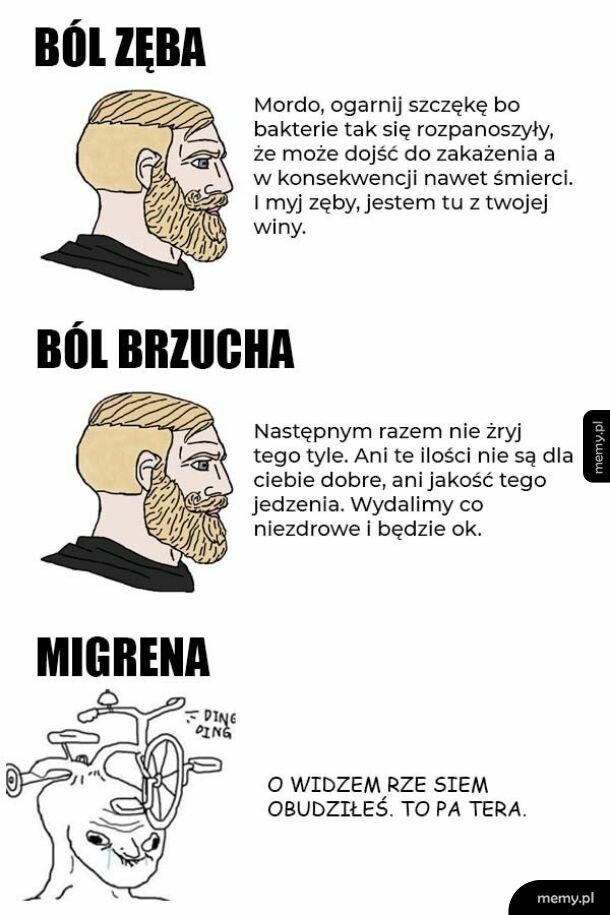 BÓL ZĘBA
Mordo, ogarnij szczękę bo
bakterie tak się rozpanoszyły,
że może dojść do zakażenia a
w konsekwencji nawet śmierci.
I myj zęby, jestem tu z twojej
winy.
BÓL BRZUCHA
Następnym razem nie żryj
tego tyle. Ani te ilości nie są dla
ciebie dobre, ani jakość tego
jedzenia. Wydalimy co
niezdrowe i będzie ok.
memy.pl
MIGRENA
DING
DING
O WIDZEM RZE SIEM
OBUDZIŁEŚ. TO PA TERA.
memy.pl